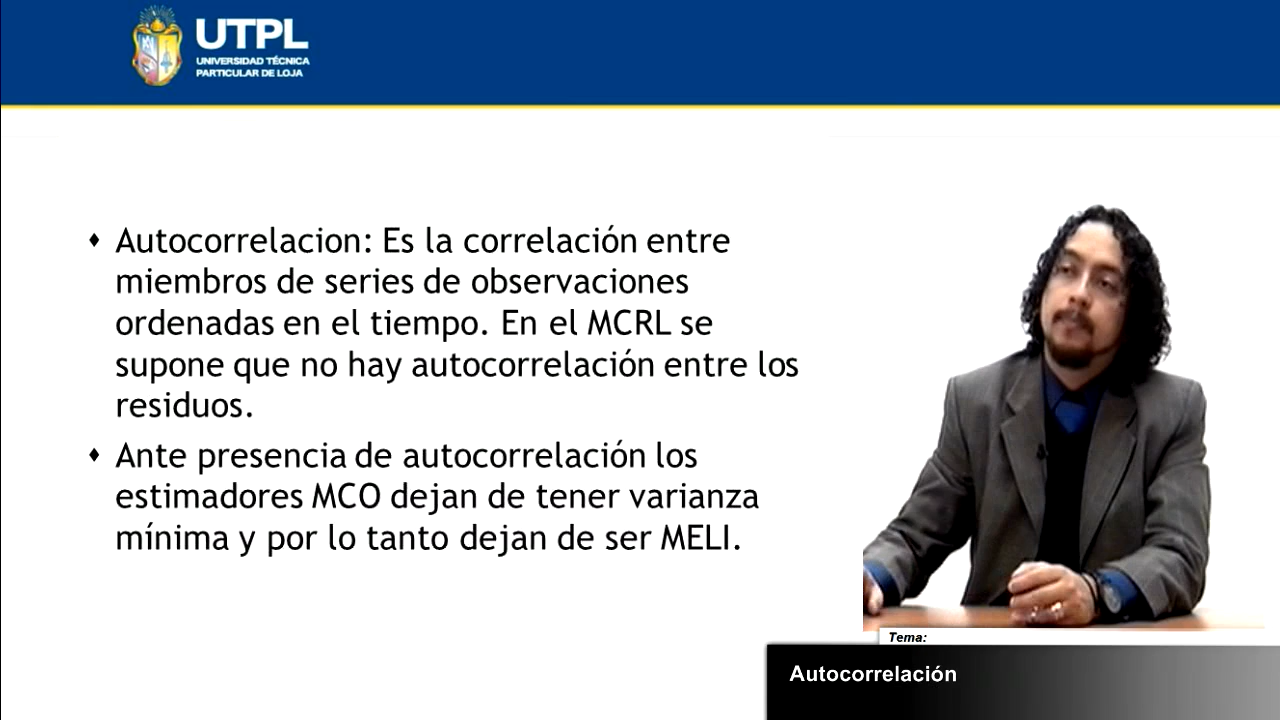 UTPL
UNIVERSIDAD TÉCNICA
PARTICULAR DE LOJA
Autocorrelacion: Es la correlación entre
miembros de series de observaciones
ordenadas en el tiempo. En el MCRL se
supone que no hay autocorrelación entre los
residuos.
Ante presencia de autocorrelación los
estimadores MCO dejan de tener varianza
mínima y por lo tanto dejan de ser MELI.
Tema:
Autocorrelación